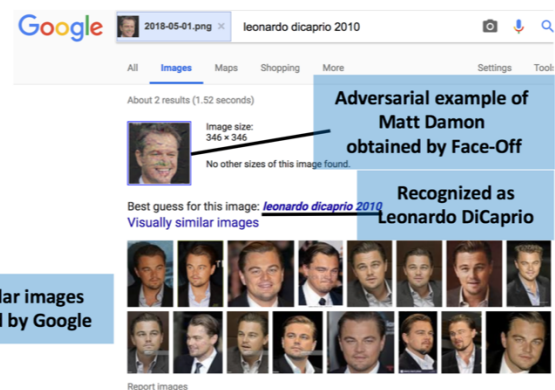 Google 2018-05-01.png × leonardo dicaprio 2010
All Images Maps Shopping More Settings Tools
About 2 results (1.52 seconds)
Image size:
346 × 346
No other sizes of this image found.
Adversarial example of
Matt Damon
obtained by Face-Off
Best guess for this image: leonardo dicaprio 2010
Visually similar images
Recognized as
Leonardo DiCaprio
lar images
d by Google
Report images